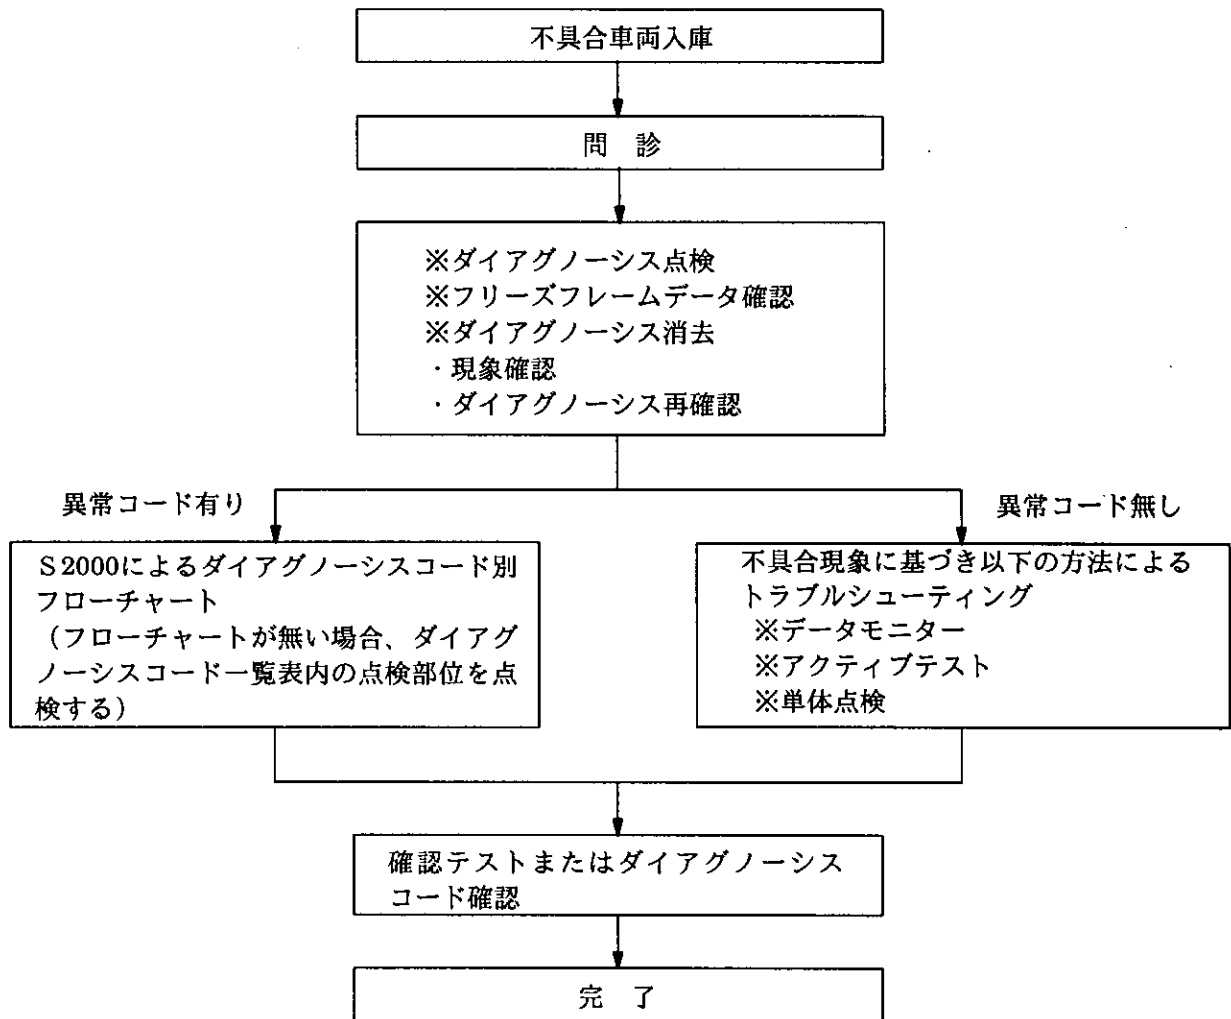 不具合車両入庫
問 診
※ダイアグノーシス点検
※フリーズフレームデータ確認
※ダイアグノーシス消去
・現象確認
・ダイアグノーシス再確認
異常コード有り
異常コード無し
S2000によるダイアグノーシスコード別
フローチャート
（フローチャートが無い場合、ダイアグ
ノーシスコード一覧表内の点検部位を点
検する）
不具合現象に基づき以下の方法による
トラブルシューティング
※データモニター
※アクティブテスト
※単体点検
確認テストまたはダイアグノーシス
コード確認
完 了